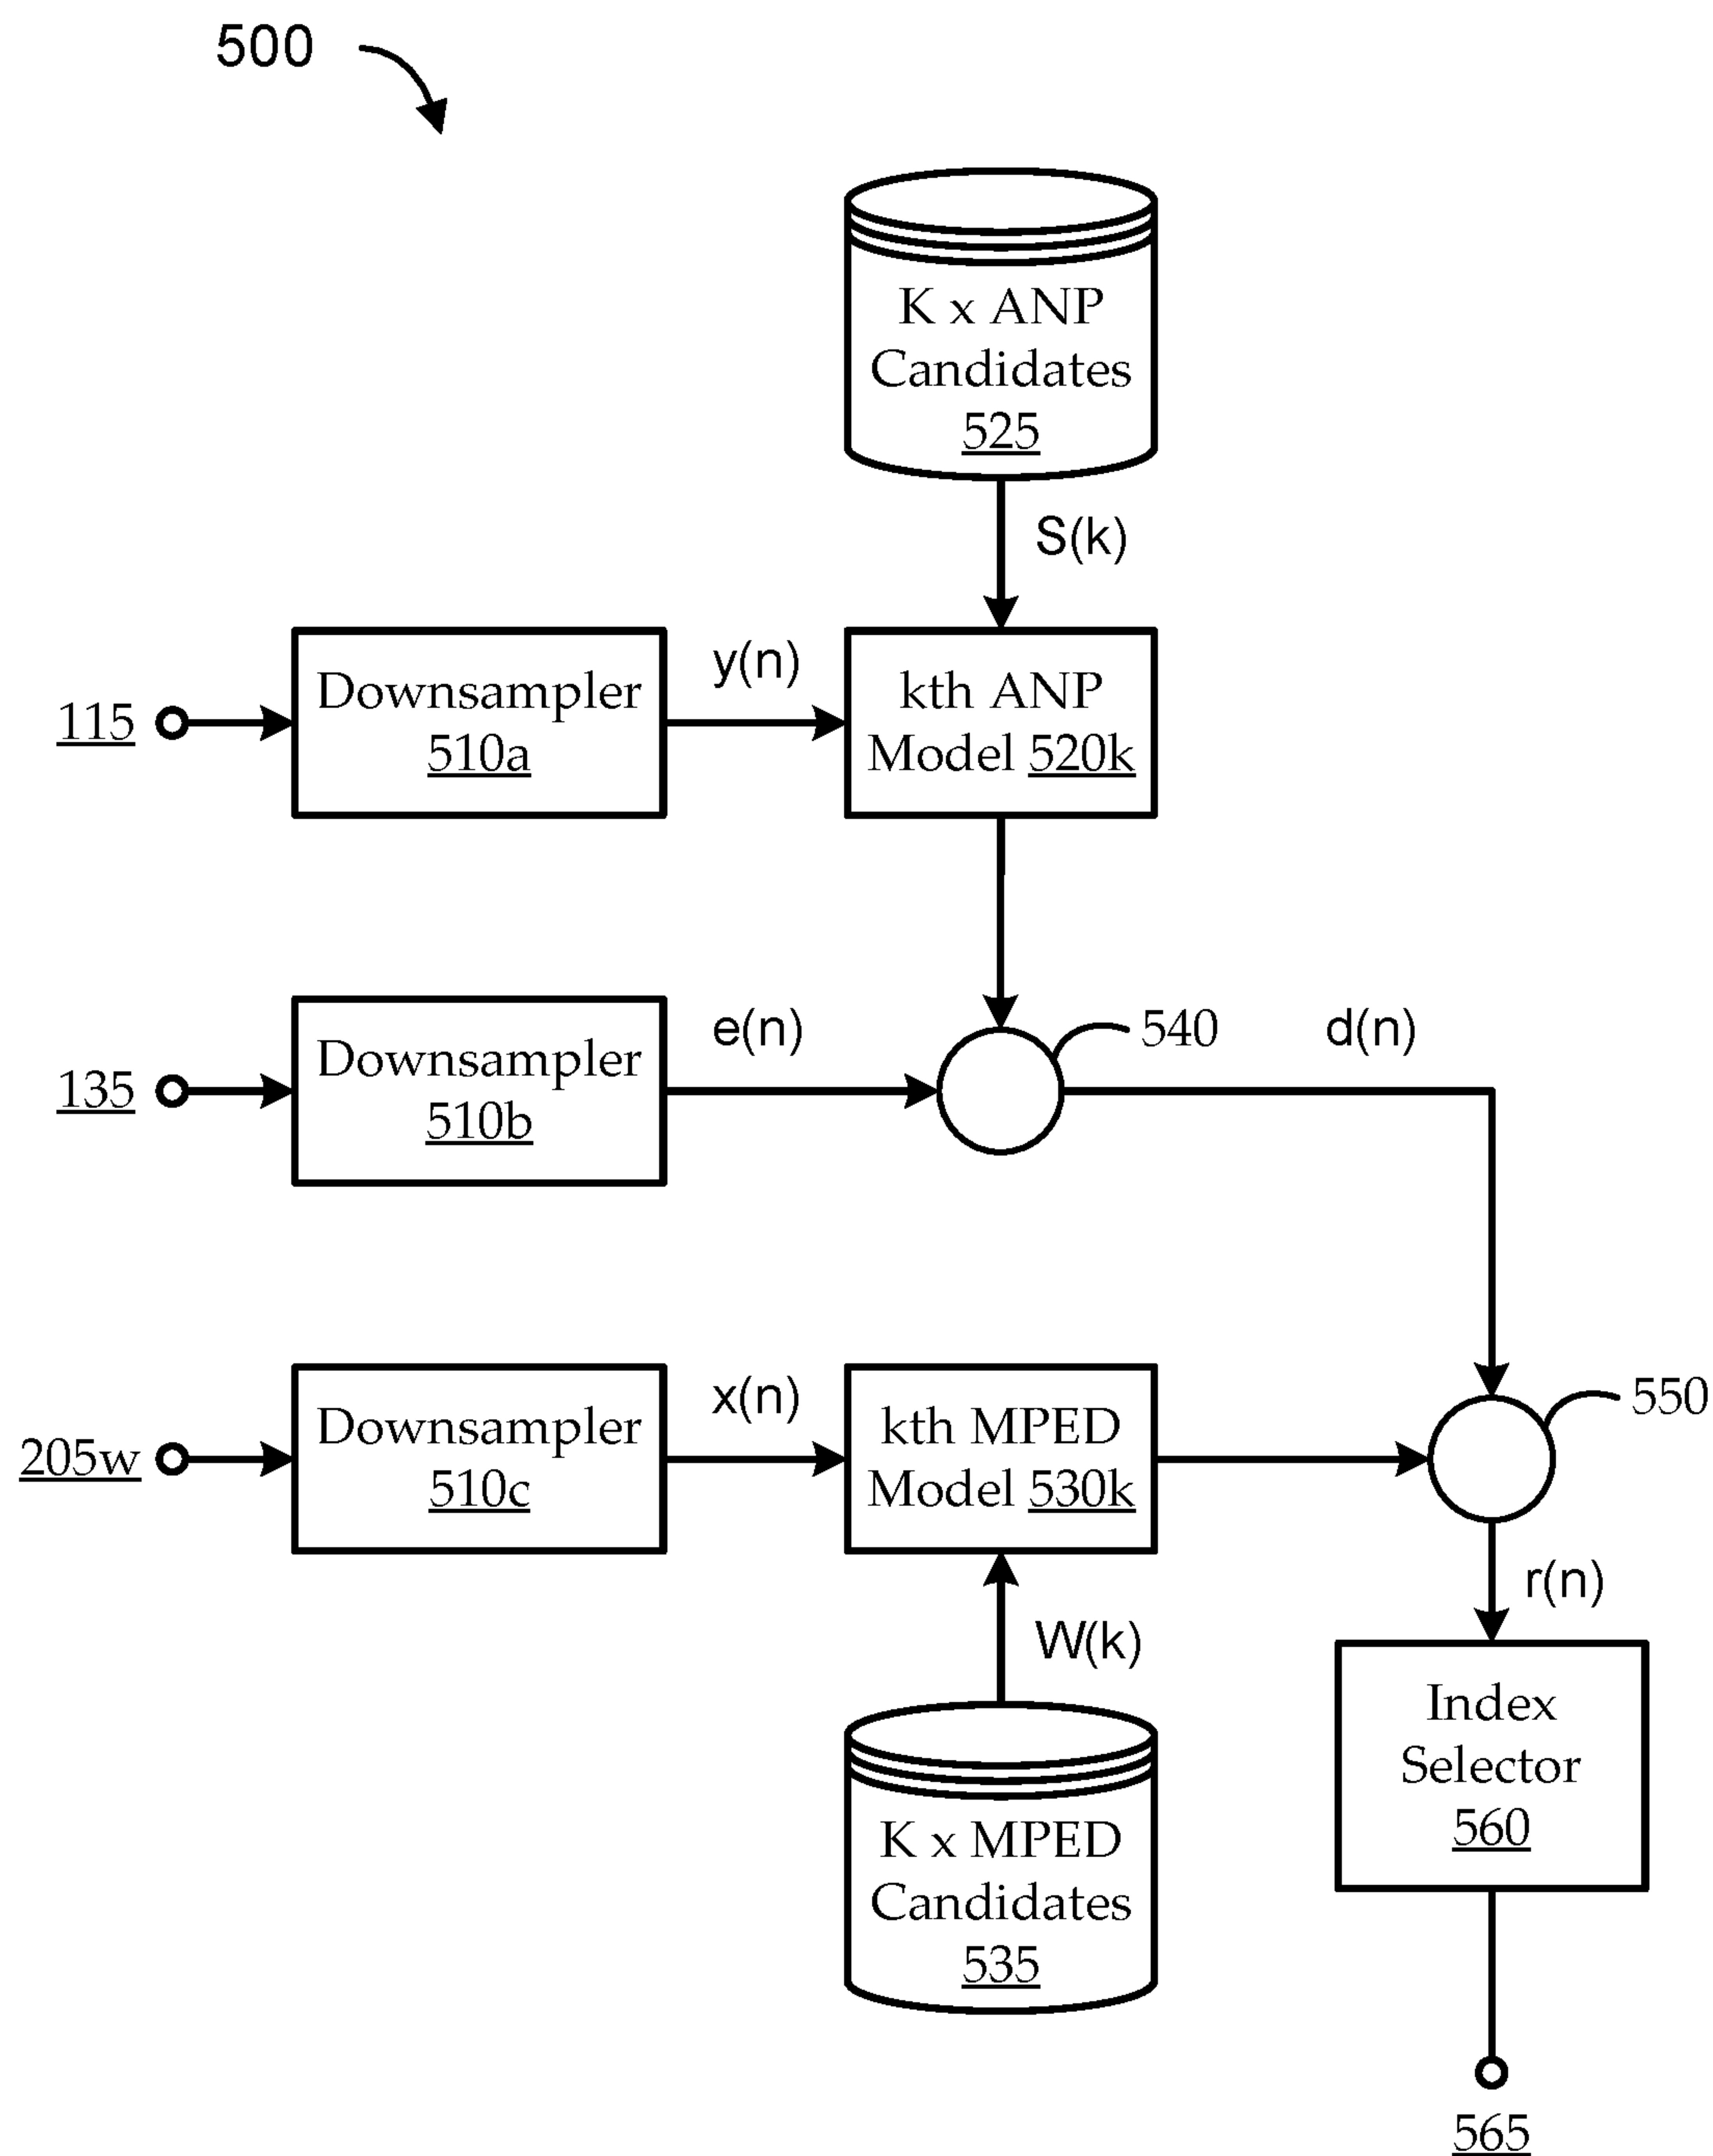 500
K x ANP
Candidates
525
S(k)
115
Downsampler
510a
y(n)
kth ANP
Model 520k
135
Downsampler
510b
e(n)
540
d(n)
205w
Downsampler
510c
x(n)
kth MPED
Model 530k
550
r(n)
W(k)
Index
Selector
560
K x MPED
Candidates
535
565